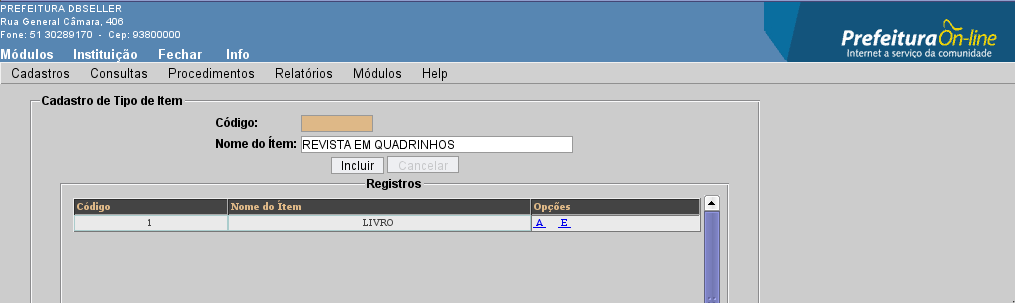 PREFEITURA DBSELLER
Rua General Câmara, 406
Fone: 51 30289170 - Cep: 93800000
Módulos Instituição Fechar Info
PrefeituraOn-line
Internet a serviço da comunidade
Cadastros Consultas Procedimentos Relatórios Módulos Help
Cadastro de Tipo de Item
Código:
Nome do Ítem: REVISTA EM QUADRINHOS
Incluir Cancelar
Registros
Código Nome do Ítem Opções
1 LIVRO A E